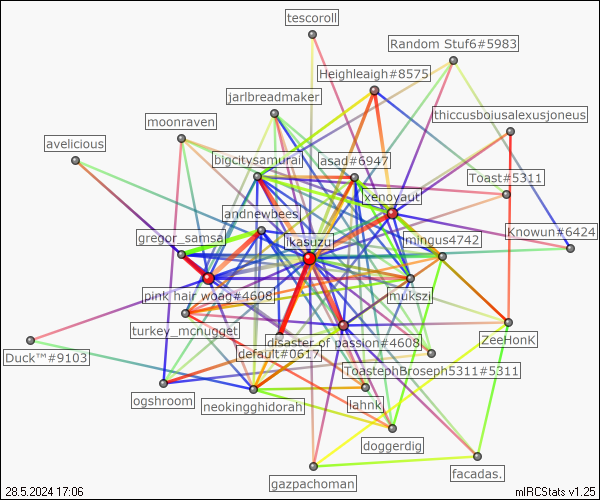 tescoroll
Random Stuf6#5983
Heighleaigh#8575
jarlbreadmaker
thiccusboiusalexusjoneus
moonraven
avelicious
bigcitysamurai
asad#6947
Toast#5311
xenoyaut
andnewbees
gregor_samsa
ikasuzu
mingus4742
Knowun#6424
pink hair woag#4608
mukszil
turkey_mcnugget
disaster of passion#4608
ZeeHonk
default#0617
Duck™#9103
ToastephBroseph5311#5311
ogshroom
neokingghidorah
lahnk
doggerdig
facadas.
gazpachoman
28.5.2024 17:06
mIRCStats v1.25